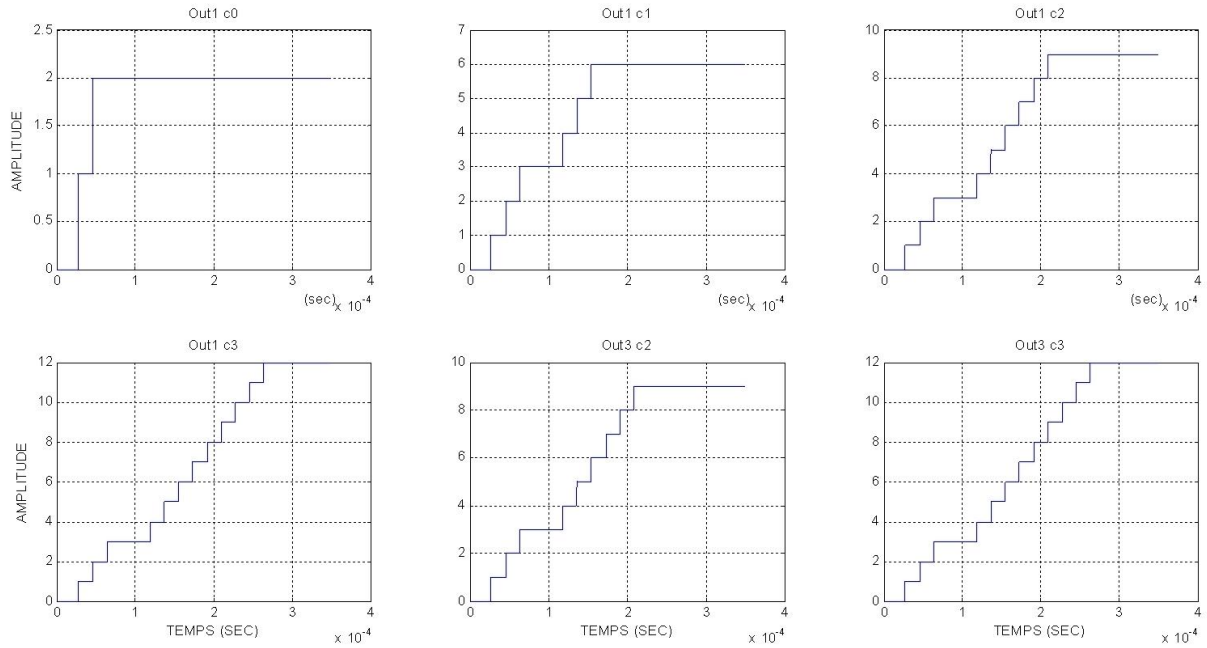 Out1 c0
Out1 c1
Out1 c2
2.5
2
1.5
1
0.5
0
AMPLITUDE
0 1 2 3 4
(sec) x 10-4
7
6
5
4
3
2
1
0
0 1 2 3 4
(sec) x 10-4
10
8
6
4
2
0
0 1 2 3 4
(sec) x 10-4
Out1 c3
Out3 c2
Out3 c3
12
10
8
6
4
2
0
AMPLITUDE
0 1 2 3 4
TEMPS (SEC)
x 10-4
10
8
6
4
2
0
0 1 2 3 4
TEMPS (SEC)
x 10-4
12
10
8
6
4
2
0
0 1 2 3 4
TEMPS (SEC)
x 10-4